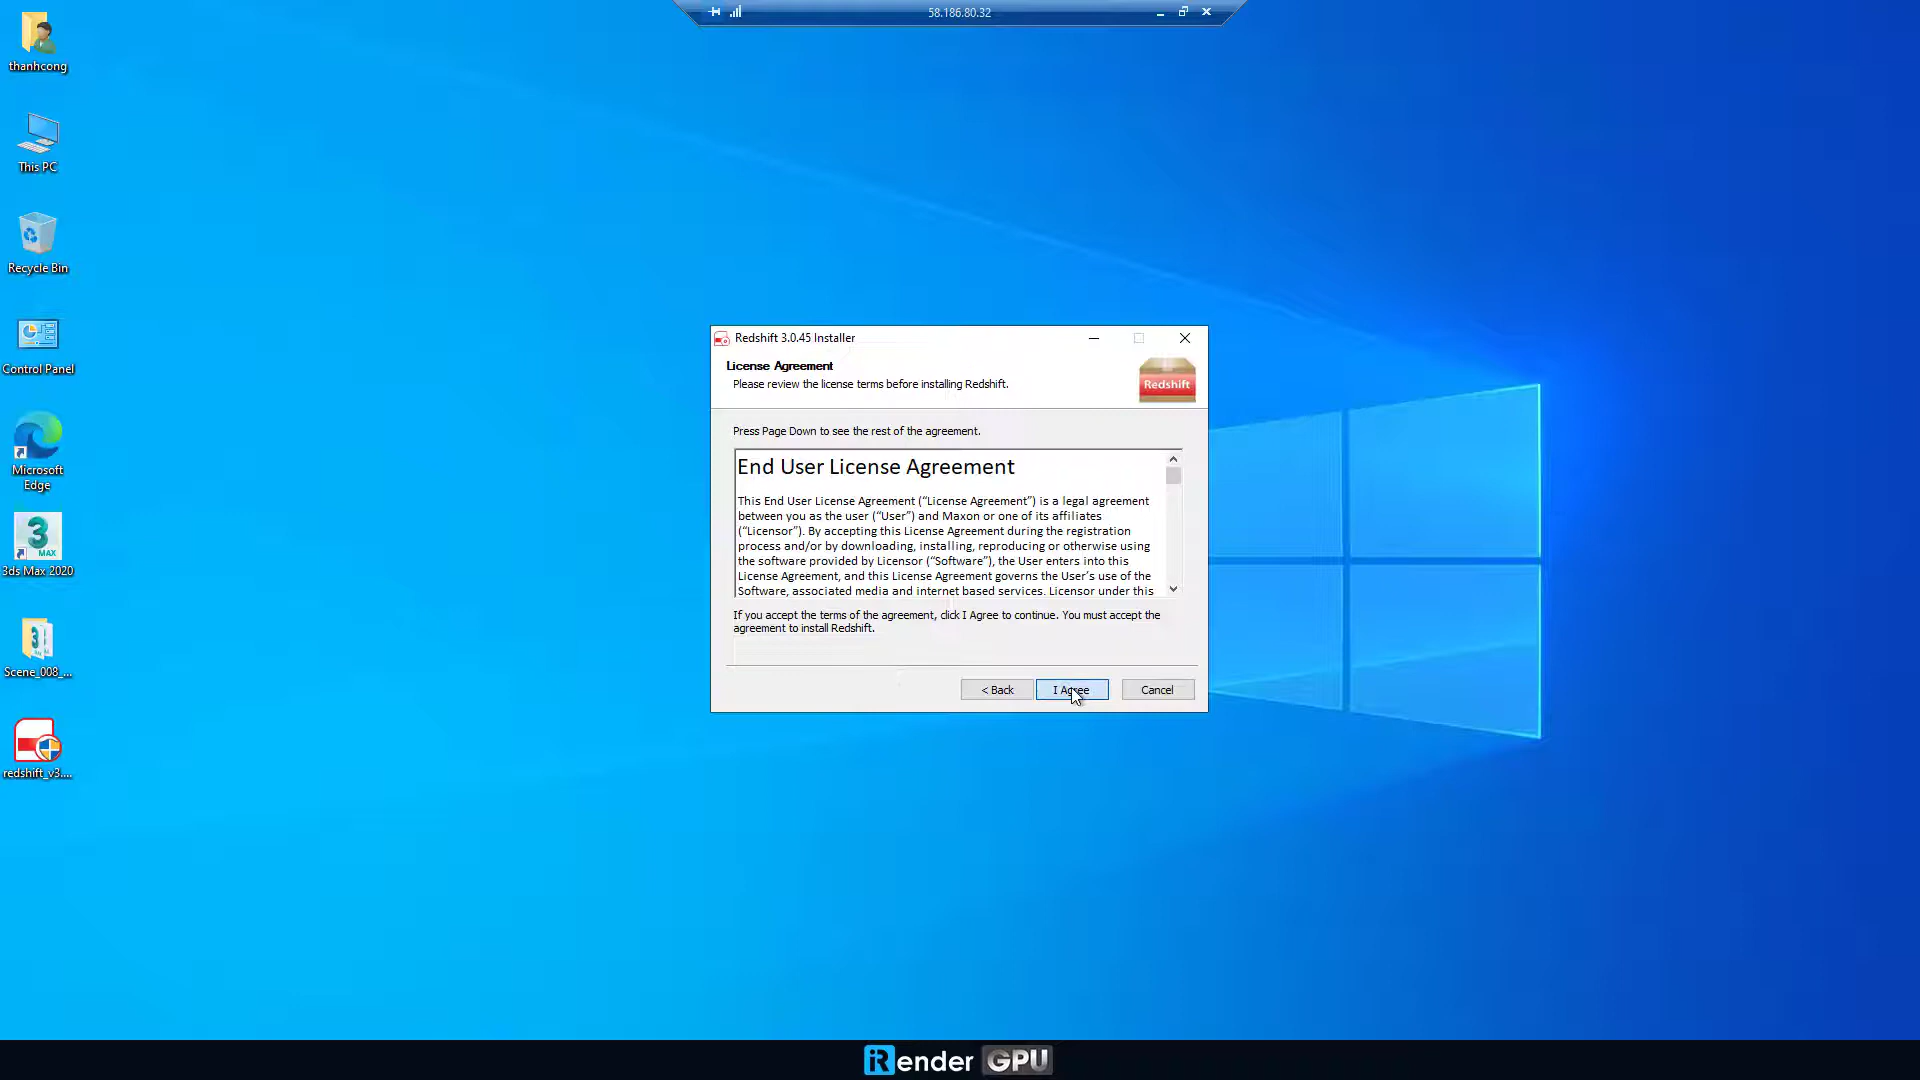 58.186.80.32
thanhcong
This PC
Recycle Bin
Control Panel
Microsoft
Edge
3
MAX
3ds Max 2020
3
Scene_008_...
redshift_v3....
Redshift 3.0.45 Installer
License Agreement
Please review the license terms before installing Redshift.
Redshift
Press Page Down to see the rest of the agreement.
End User License Agreement
This End User License Agreement (“License Agreement”) is a legal agreement
between you as the user (“User”) and Maxon or one of its affiliates
(“Licensor”). By accepting this License Agreement during the registration
process and/or by downloading, installing, reproducing or otherwise using
the software provided by Licensor (“Software”), the User enters into this
License Agreement, and this License Agreement governs the User’s use of the
Software, associated media and internet based services. Licensor under this
If you accept the terms of the agreement, click I Agree to continue. You must accept the
agreement to install Redshift.
< Back
I Agree
Cancel
iRender GPU